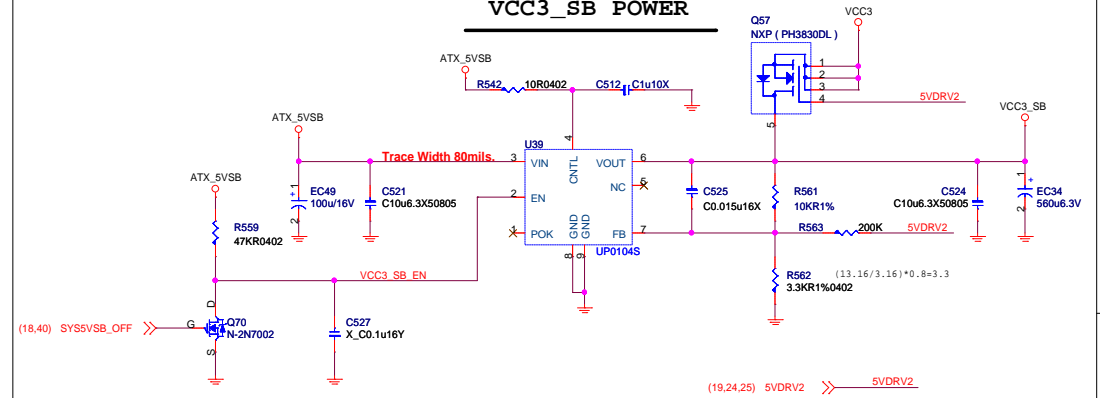 VCC3_SB POWER
Q57
NXP ( PH3830DL )
VCC3
1
2
3
4
5VDRV2
5
ATX_5VSB
R542
10R0402
C512
C1u10X
VCC3_SB
ATX_5VSB
4
U39
Trace Width 80mils.
3
VIN
CNTL
VOUT
6
ATX_5VSB
EC49
100u/16V
1
2
+
C521
C10u6.3X50805
2
EN
NC
5
C525
C0.015u16X
R561
10KR1%
C524
C10u6.3X50805
1
2
+
EC34
560u6.3V
R559
47KR0402
1
POK
GND
GND
FB
7
R563
200K
5VDRV2
8
9
UP0104S
VCC3_SB_EN
R562
3.3KR1%0402
(13.16/3.16)*0.8=3.3
(18,40) SYS5VSB_OFF
G
D
S
Q70
N-2N7002
C527
X_C0.1u16Y
(19,24,25) 5VDRV2
5VDRV2